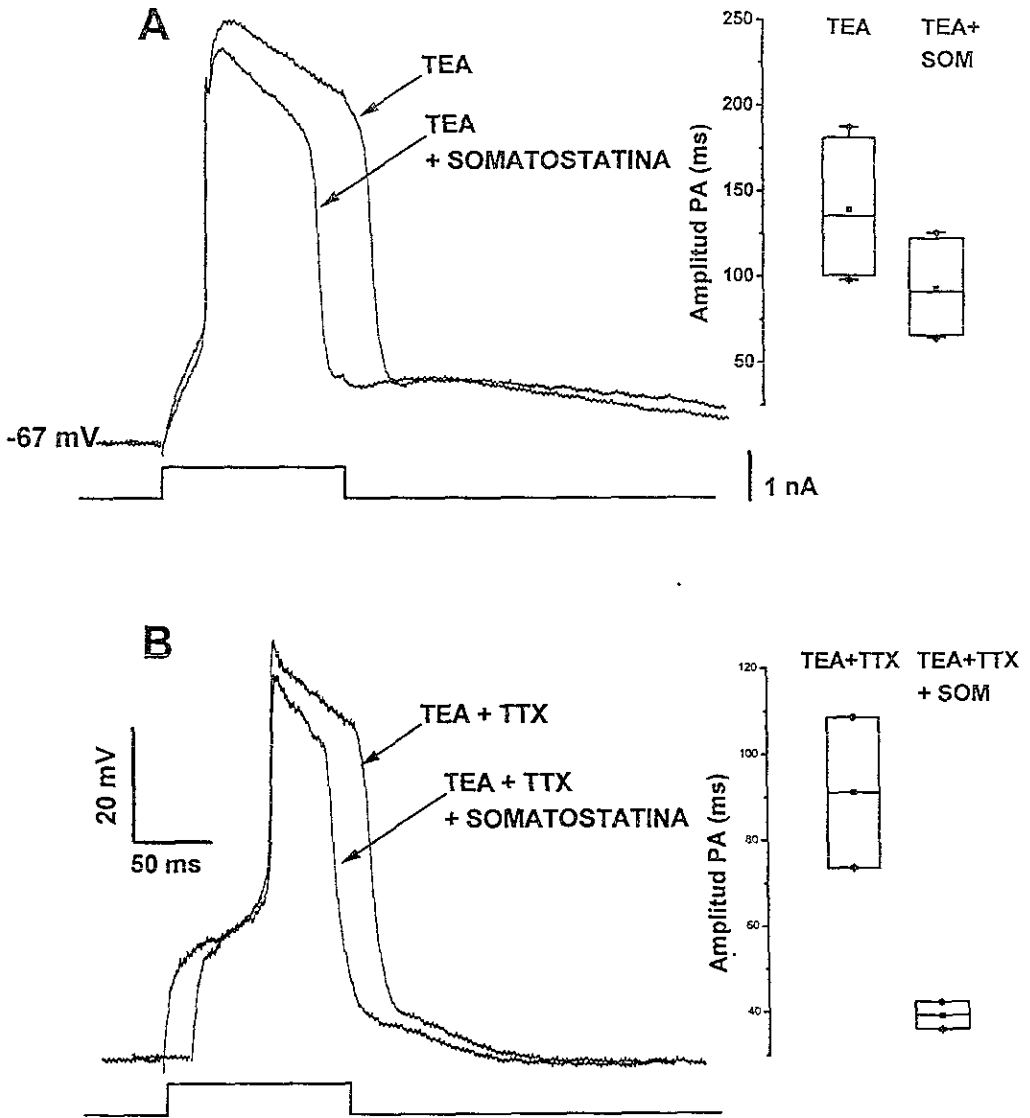 A
TEA
TEA
+ SOMATOSTATINA
-67 mV
1 nA
Amplitud PA (ms)
250
200
150
100
50
TEA
TEA+
SOM
B
20 mV
50 ms
TEA + TTX
TEA + TTX
+ SOMATOSTATINA
Amplitud PA (ms)
120
100
80
60
40
TEA+TTX
TEA+TTX
+ SOM